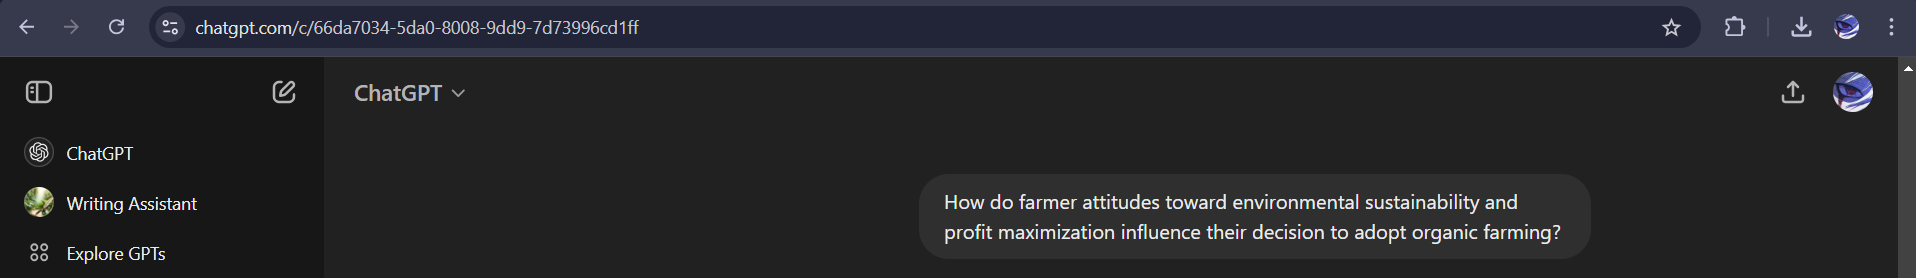 chatgpt.com/c/66da7034-5da0-8008-9dd9-7d73996cd1ff
ChatGPT
ChatGPT
Writing Assistant
Explore GPTs
How do farmer attitudes toward environmental sustainability and
profit maximization influence their decision to adopt organic farming?